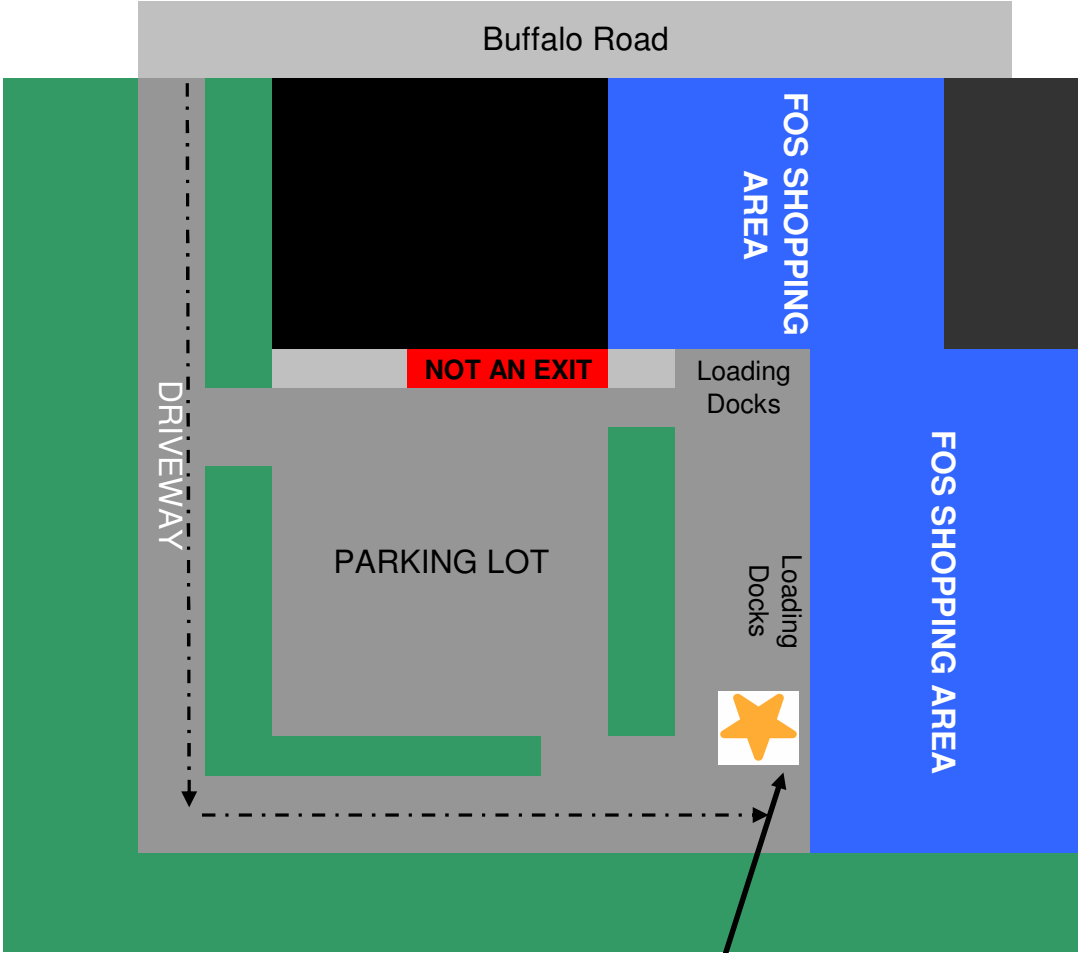 Buffalo Road
FOS SHOPPING
AREA
NOT AN EXIT
Loading
Docks
DRIVEWAY
PARKING LOT
Loading
Docks
FOS SHOPPING AREA